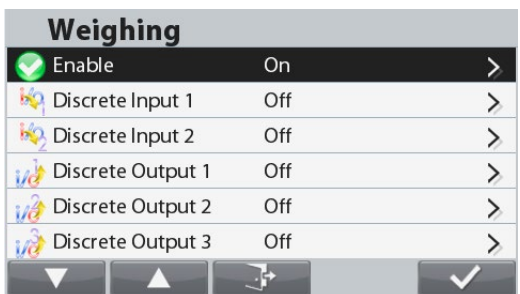 Weighing
Enable On
Discrete Input 1 Off
Discrete Input 2 Off
Discrete Output 1 Off
Discrete Output 2 Off
Discrete Output 3 Off